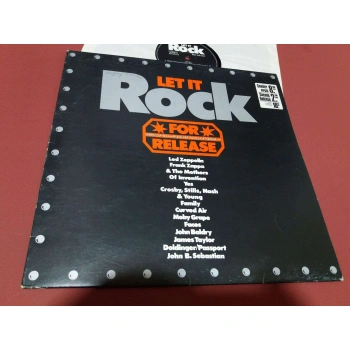 Rock
LET IT
Rock
FOR
RELEASE
Led Zeppelin
Frank Zappa
& The Mothers
Of Invention
Yes
Crosby, Stills, Nash
& Young
Family
Curved Air
Moby Grape
Faces
John Baldry
James Taylor
Doldinger/Passport
John B. Sebastian